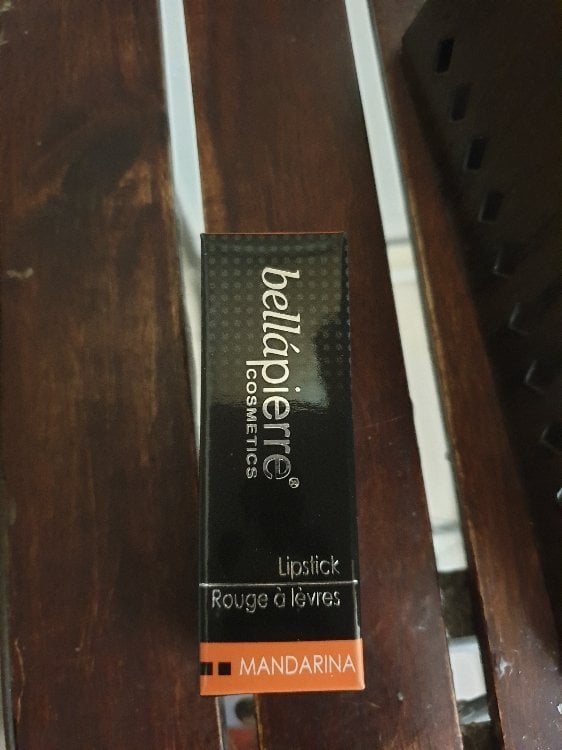 bellápierre®
COSMETICS
Lipstick
Rouge à lèvres
MANDARINA